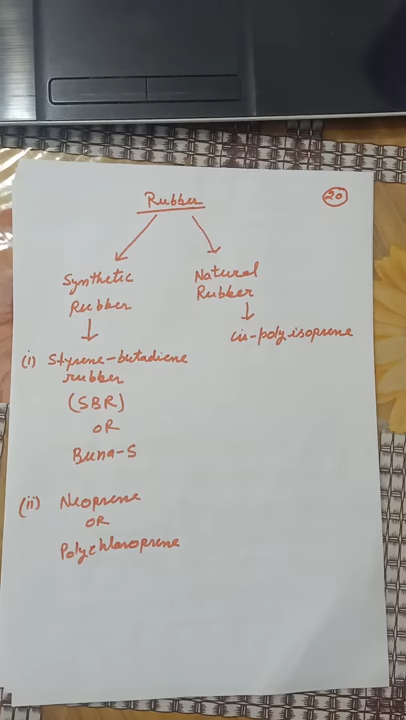 Rubber
20
Synthetic
Rubber
Natural
Rubber
cis-polyisoprene
(i) Styrene-butadiene
rubber
(SBR)
OR
Buna-S
(ii) Neoprene
OR
Polychloroprene